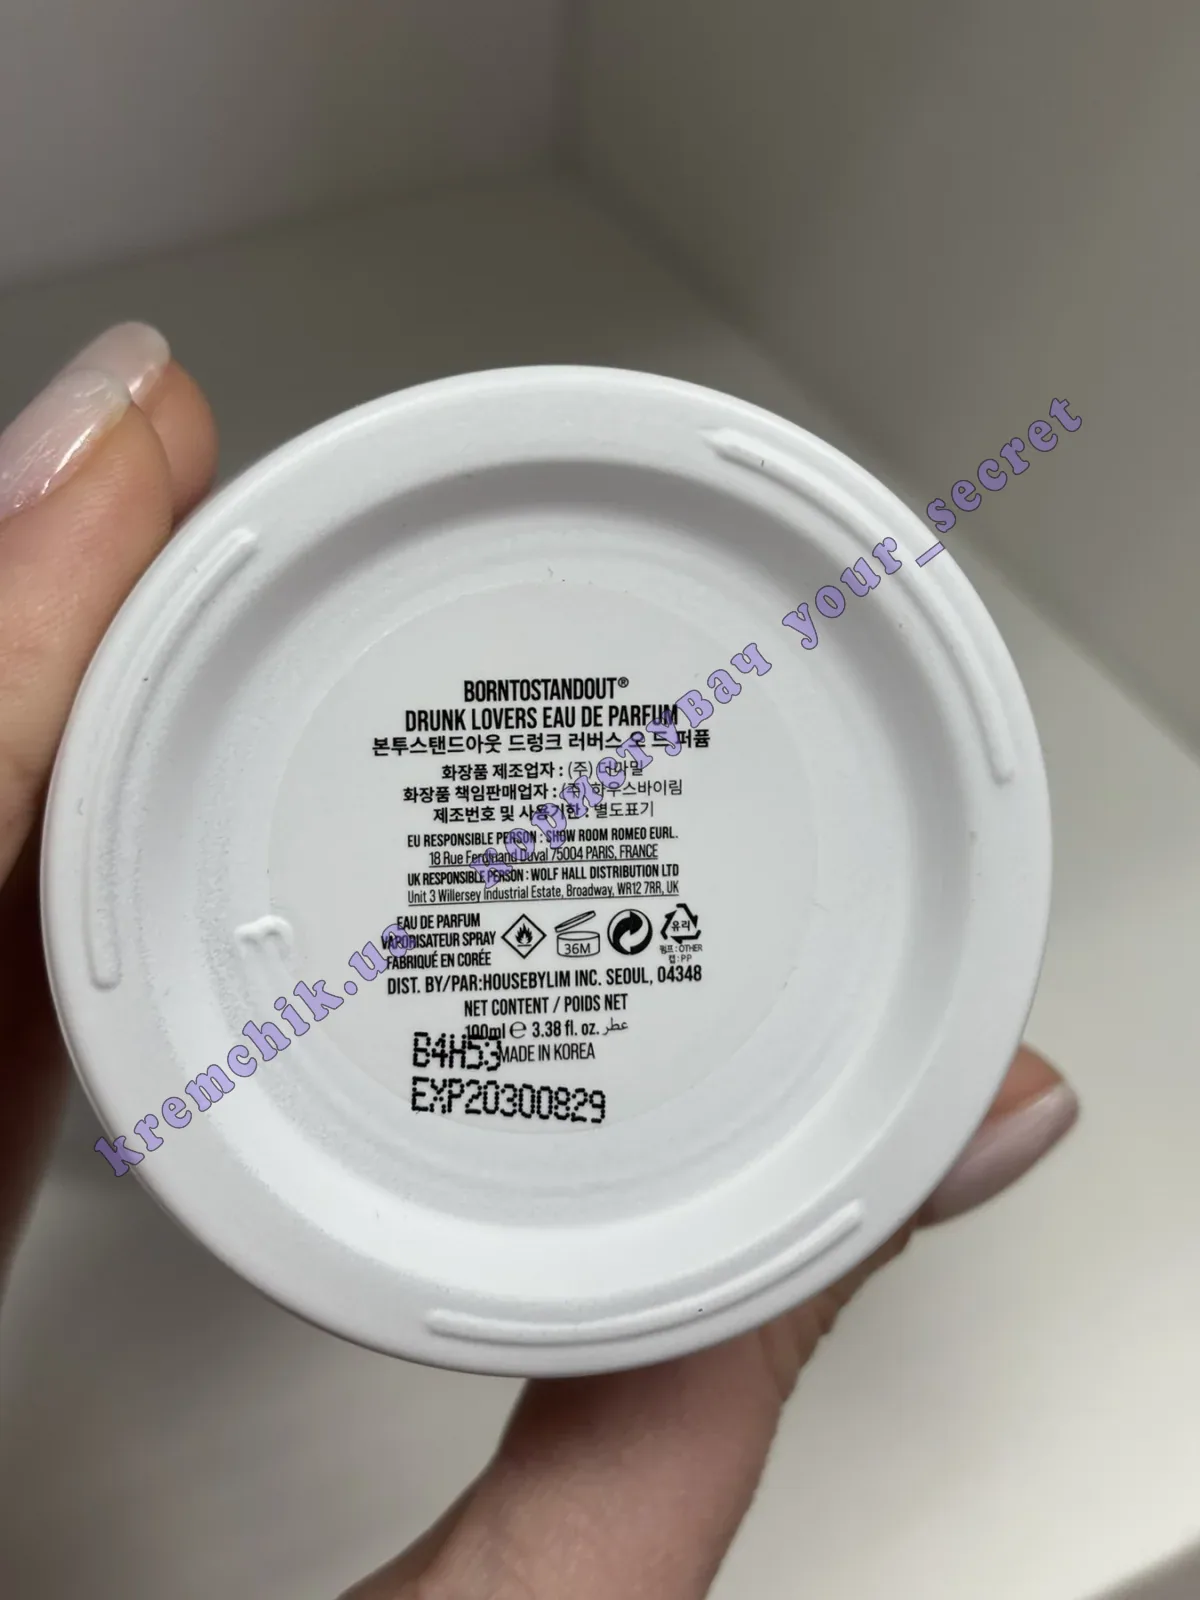 BORNTOSTANDOUT®
DRUNK LOVERS EAU DE PARFUM
본투스탠드아웃 드렁크 러버스 오 드 퍼퓸
화장품 제조업자 : (주) 더마밀
화장품 책임판매업자 : (주) 하우스바이림
제조번호 및 사용기한 : 별도표기
EU RESPONSIBLE PERSON : SHOW ROOM ROMEO EURL.
18 Rue Ferdinand Duval 75004 PARIS, FRANCE
UK RESPONSIBLE PERSON : WOLF HALL DISTRIBUTION LTD
Unit 3 Willersey Industrial Estate, Broadway, WR12 7RR, UK
EAU DE PARFUM
VAPORISATEUR SPRAY
FABRIQUÉ EN CORÉE
36M
유리
펌프:OTHER
캡:PP
DIST. BY/PAR:HOUSEBYLIM INC. SEOUL, 04348
NET CONTENT / POIDS NET
100ml e 3.38 fl. oz. عطر
B4H53
MADE IN KOREA
EXP20300829
kremchik.ua користувач your_secret